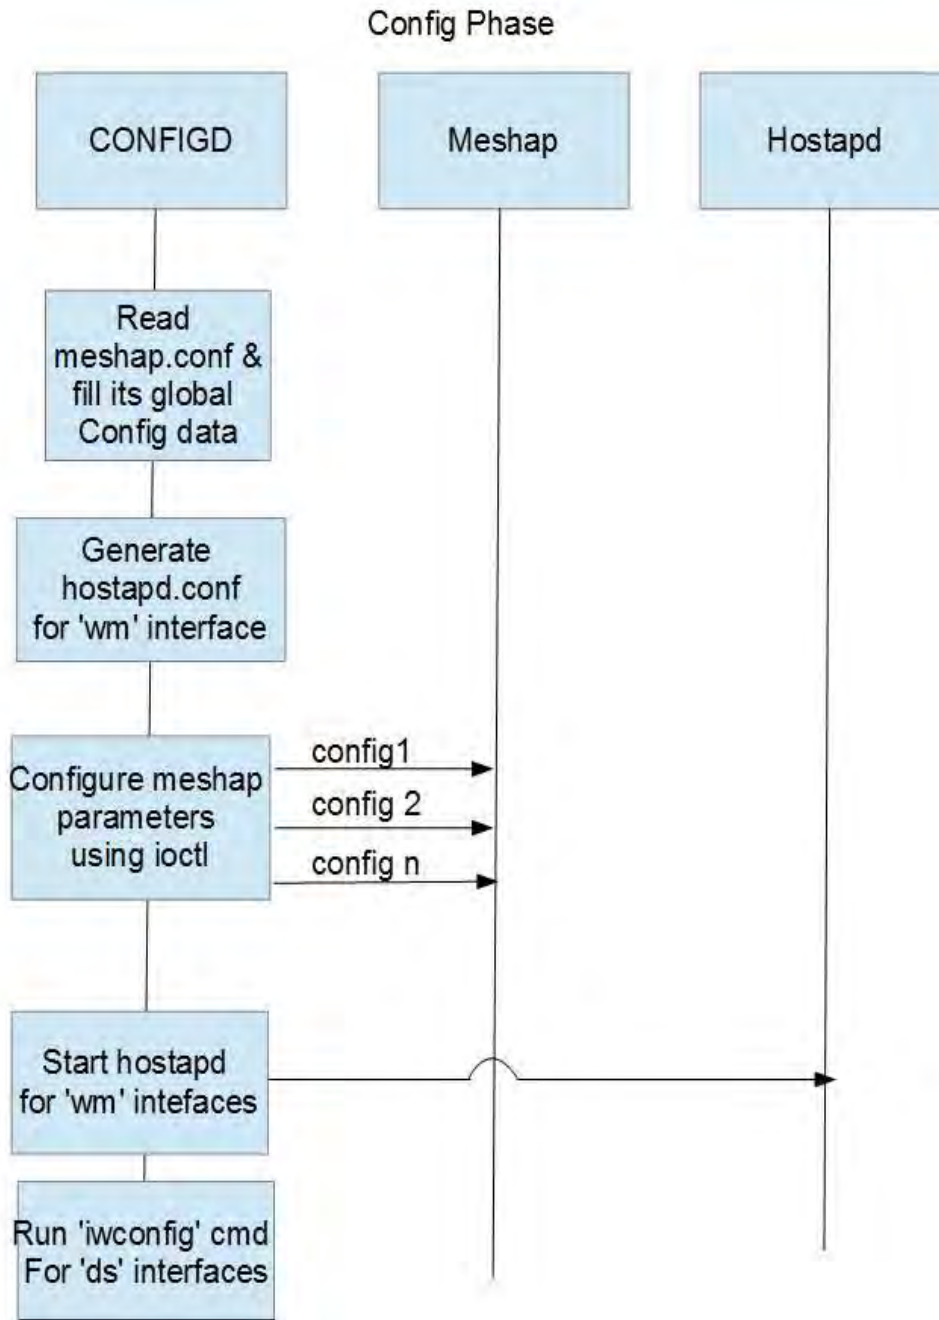 Config Phase
CONFIGD
Meshap
Hostapd
Read
meshap.conf &
fill its global
Config data
Generate
hostapd.conf
for 'wm' interface
Configure meshap
parameters
using ioctl
config1
config 2
config n
Start hostapd
for 'wm' intefaces
Run 'iwconfig' cmd
For 'ds' interfaces